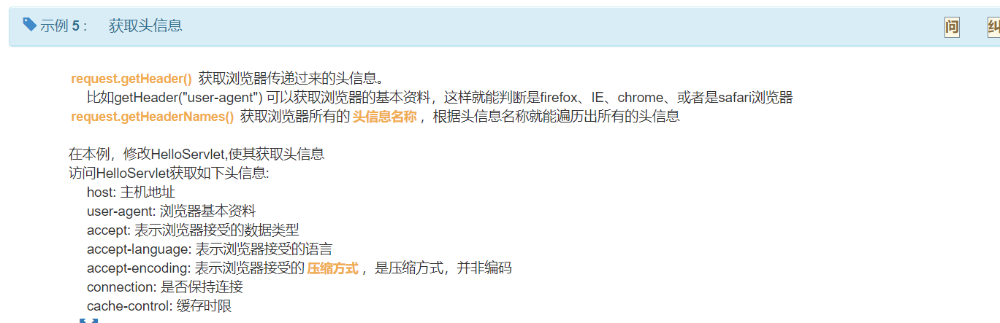 示例 5 : 获取头信息 问 纠
request.getHeader() 获取浏览器传递过来的头信息。
比如getHeader("user-agent") 可以获取浏览器的基本资料，这样就能判断是firefox、IE、chrome、或者是safari浏览器
request.getHeaderNames() 获取浏览器所有的 头信息名称 ，根据头信息名称就能遍历出所有的头信息
在本例，修改HelloServlet,使其获取头信息
访问HelloServlet获取如下头信息:
host: 主机地址
user-agent: 浏览器基本资料
accept: 表示浏览器接受的数据类型
accept-language: 表示浏览器接受的语言
accept-encoding: 表示浏览器接受的 压缩方式 ，是压缩方式，并非编码
connection: 是否保持连接
cache-control: 缓存时限